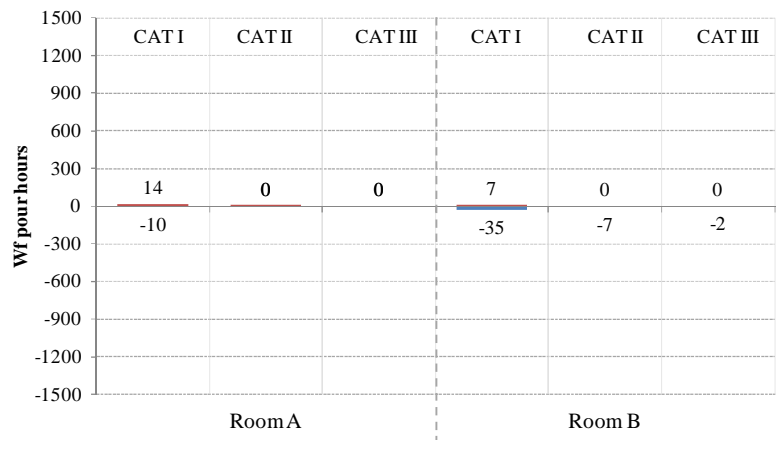 1500
CAT I CAT II CAT III CAT I CAT II CAT III
1200
900
600
300
14 0 0 7 0 0
0
-10 -35 -7 -2
-300
-600
-900
-1200
-1500
Wf pour hours
Room A Room B